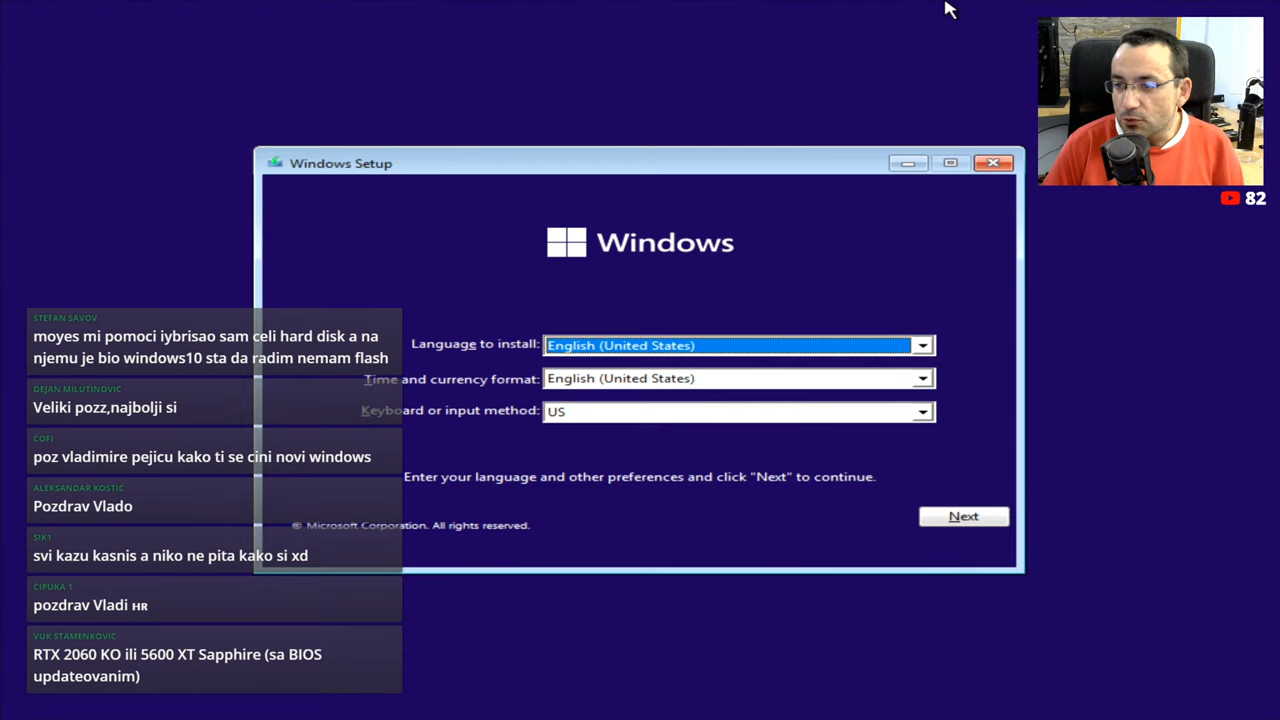 Windows Setup
Windows
Language to install:
English (United States)
Time and currency format:
English (United States)
Keyboard or input method:
US
Enter your language and other preferences and click "Next" to continue.
© Microsoft Corporation. All rights reserved.
Next
82
STEFAN SAVOV
moyes mi pomoci iybrisao sam celi hard disk a na
njemu je bio windows10 sta da radim nemam flash
DEJAN MILUTINOVIC
Veliki pozz,najbolji si
COFI
poz vladimire pejicu kako ti se cini novi windows
ALEKSANDAR KOSTIĆ
Pozdrav Vlado
SIK1
svi kazu kasnis a niko ne pita kako si xd
ČIPUKA 1
pozdrav Vladi HR
VUK STAMENKOVIC
RTX 2060 KO ili 5600 XT Sapphire (sa BIOS
updateovanim)